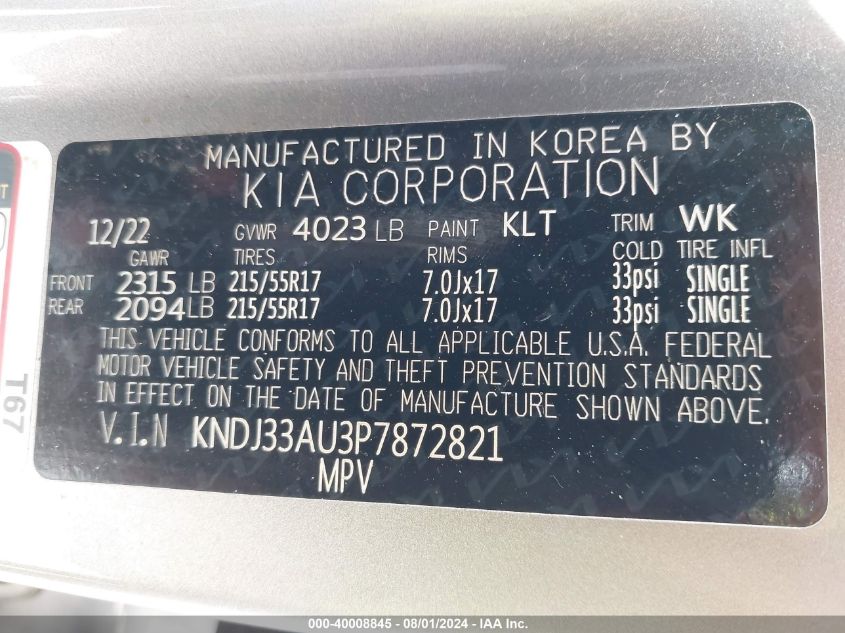 MANUFACTURED IN KOREA BY
KIA CORPORATION
12/22 GVWR 4023 LB PAINT KLT TRIM WK
GAWR TIRES RIMS COLD TIRE INFL
FRONT 2315 LB 215/55R17 7.0Jx17 33psi SINGLE
REAR 2094 LB 215/55R17 7.0Jx17 33psi SINGLE
THIS VEHICLE CONFORMS TO ALL APPLICABLE U.S.A. FEDERAL
MOTOR VEHICLE SAFETY AND THEFT PREVENTION STANDARDS
IN EFFECT ON THE DATE OF MANUFACTURE SHOWN ABOVE.
V.I.N KNDJ33AU3P7872821
MPV
T67
000-40008845 - 08/01/2024 - IAA Inc.